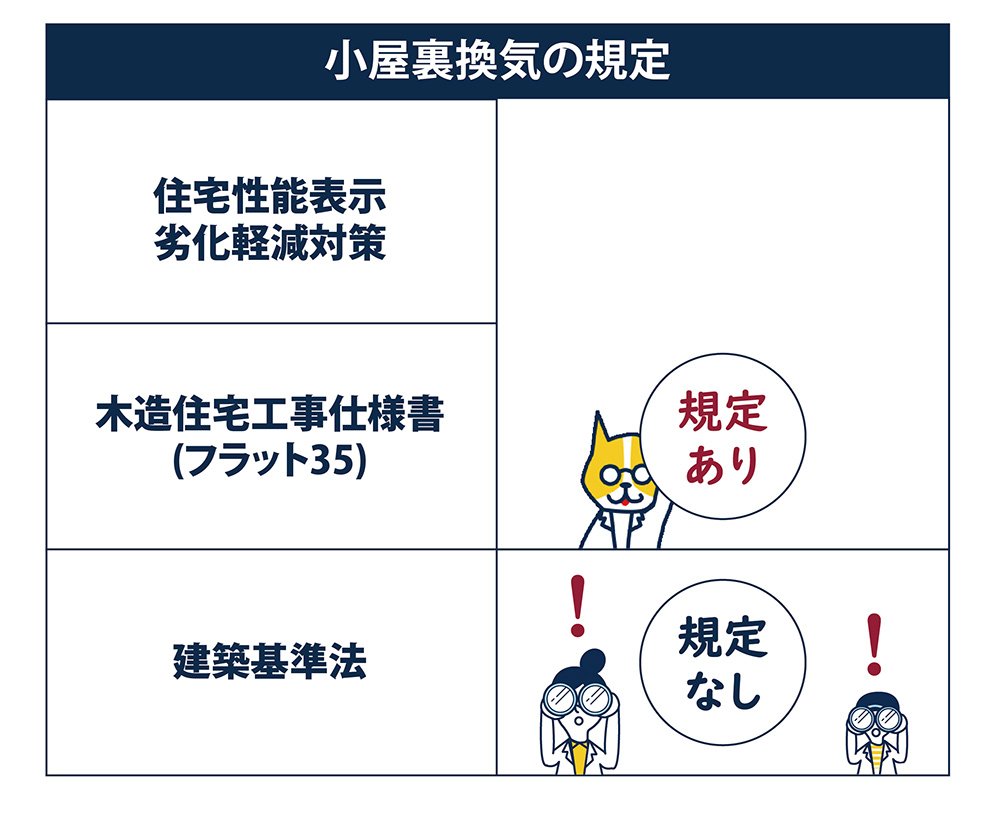 小屋裏換気の規定
住宅性能表示
劣化軽減対策
木造住宅工事仕様書
(フラット35)
規定
あり
建築基準法
!
規定
なし
!